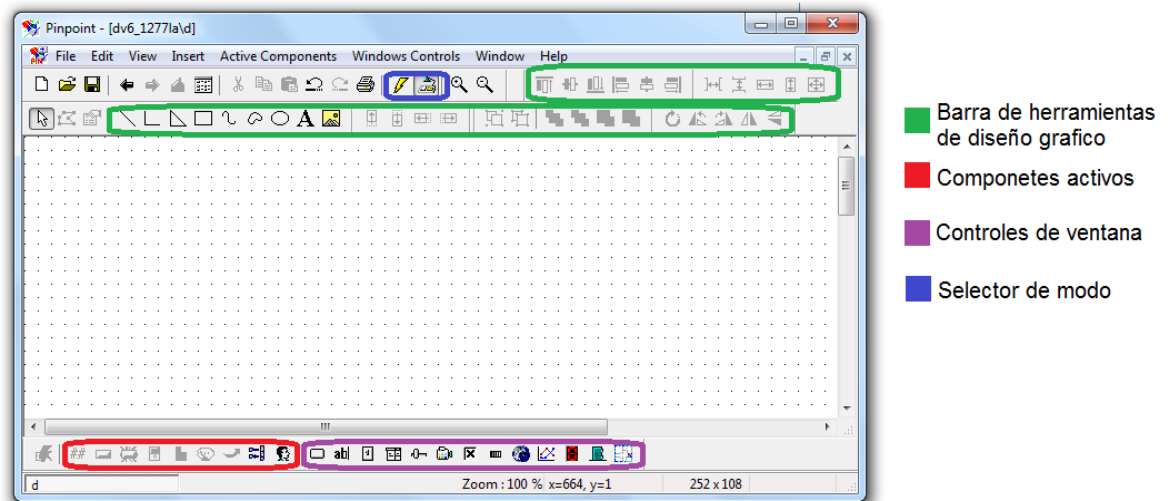 Pinpoint - [dv6_1277la\d]
File Edit View Insert Active Components Windows Controls Window Help
A
## ab
d
Zoom : 100 % x=664, y=1
252 x 108
Barra de herramientas
de diseño grafico
Componetes activos
Controles de ventana
Selector de modo